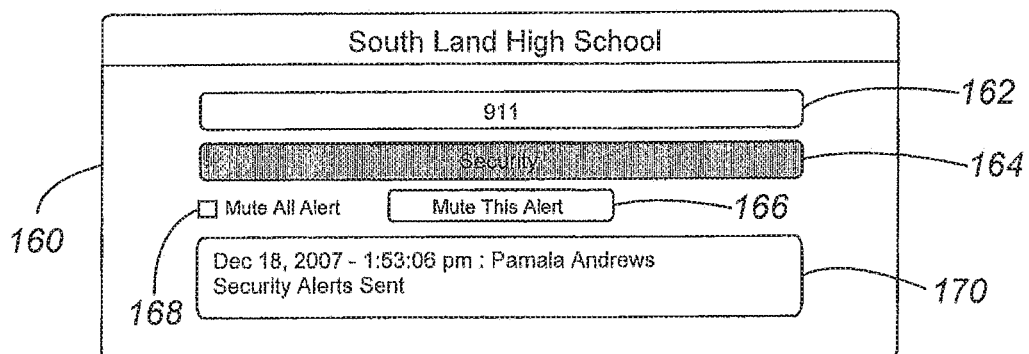 South Land High School
911
162
Security
164
Mute All Alert
Mute This Alert
166
160
168
Dec 18, 2007 - 1:53:06 pm : Pamala Andrews
Security Alerts Sent
170